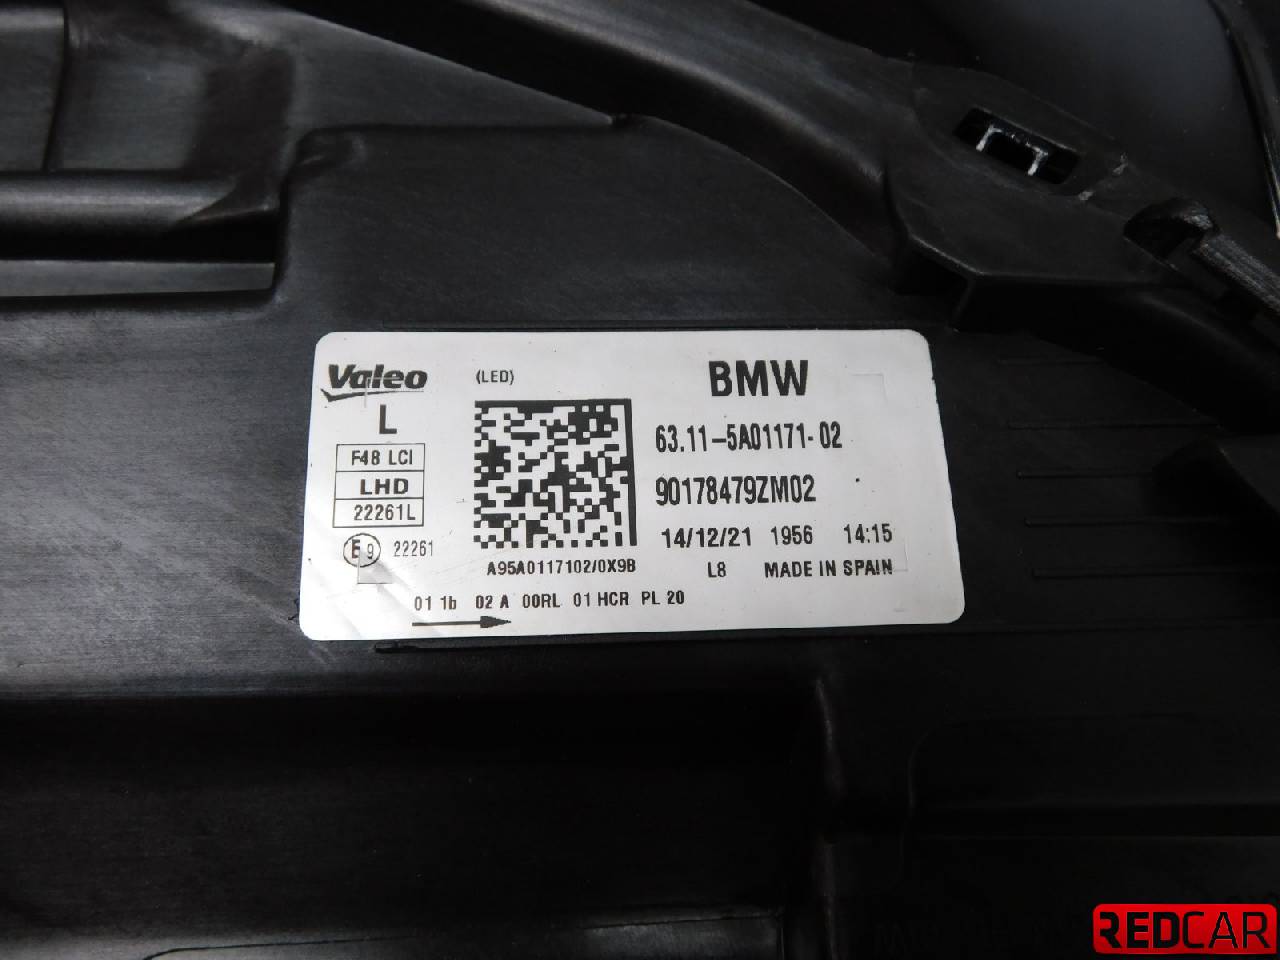 Valeo (LED) BMW
L
F48 LCI
LHD
22261L
E9 22261
63.11-5A01171-02
90178479ZM02
14/12/21 1956 14:15
A95A0117102/0X9B L8 MADE IN SPAIN
01 1b 02 A 00RL 01 HCR PL 20
REDCAR